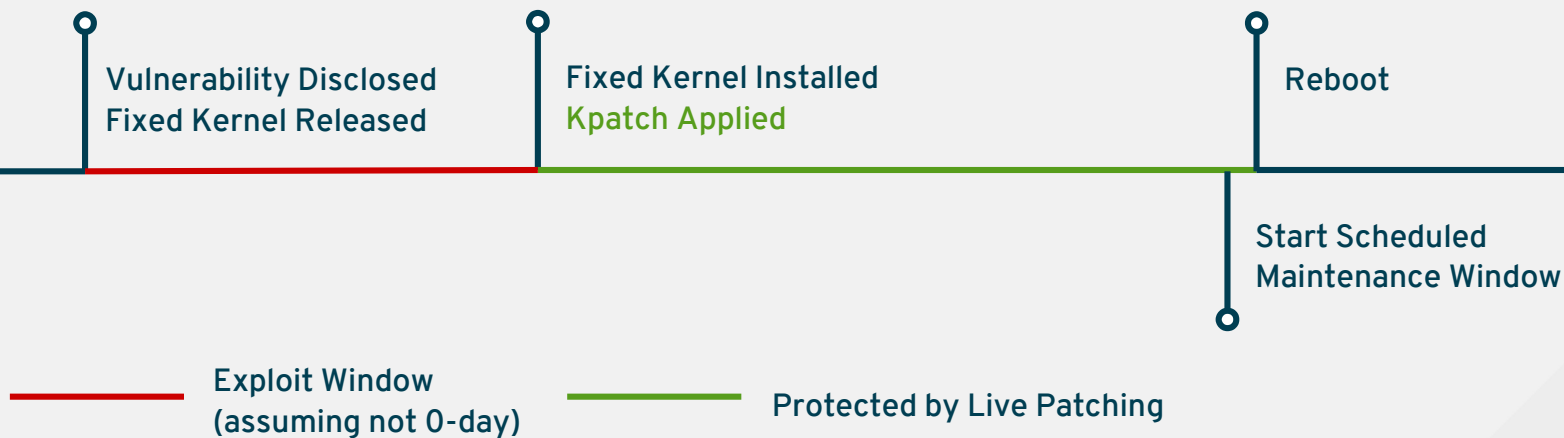 Vulnerability Disclosed
Fixed Kernel Released
Fixed Kernel Installed
Kpatch Applied
Reboot
Start Scheduled
Maintenance Window
Exploit Window
(assuming not 0-day)
Protected by Live Patching